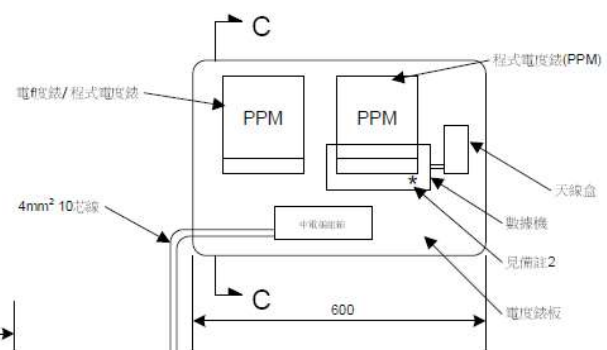 C
程式電度錶(PPM)
電度錶/ 程式電度錶
PPM
PPM
天線盒
*
4mm² 10芯線
數據機
見備註2
C
600
電度錶板